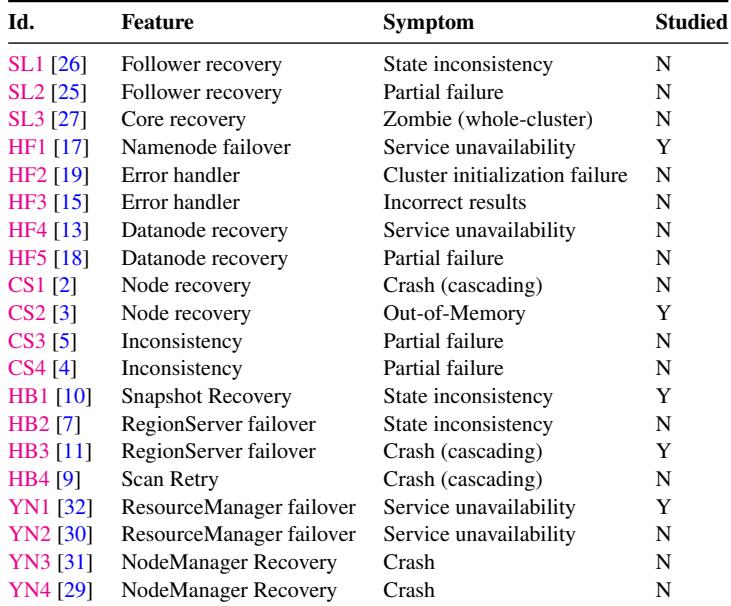 Id. Feature Symptom Studied
SL1 [26] Follower recovery State inconsistency N
SL2 [25] Follower recovery Partial failure N
SL3 [27] Core recovery Zombie (whole-cluster) N
HF1 [17] Namenode failover Service unavailability Y
HF2 [19] Error handler Cluster initialization failure N
HF3 [15] Error handler Incorrect results N
HF4 [13] Datanode recovery Service unavailability N
HF5 [18] Datanode recovery Partial failure N
CS1 [2] Node recovery Crash (cascading) N
CS2 [3] Node recovery Out-of-Memory Y
CS3 [5] Inconsistency Partial failure N
CS4 [4] Inconsistency Partial failure N
HB1 [10] Snapshot Recovery State inconsistency Y
HB2 [7] RegionServer failover State inconsistency N
HB3 [11] RegionServer failover Crash (cascading) Y
HB4 [9] Scan Retry Crash (cascading) N
YN1 [32] ResourceManager failover Service unavailability Y
YN2 [30] ResourceManager failover Service unavailability N
YN3 [31] NodeManager Recovery Crash N
YN4 [29] NodeManager Recovery Crash N